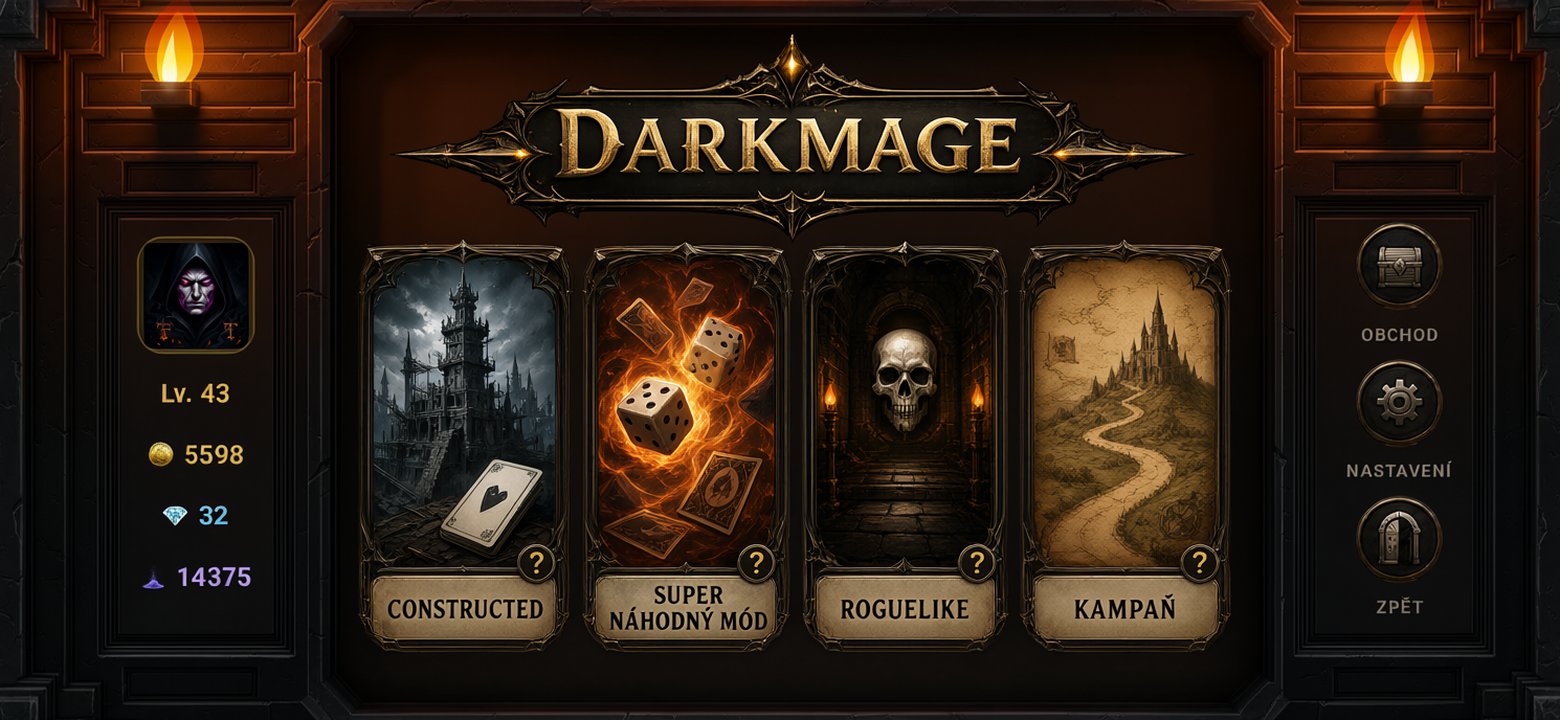 DARKMAGE
Lv. 43
5598
32
14375
CONSTRUCTED
?
SUPER
NÁHODNÝ MÓD
?
ROGUELIKE
?
KAMPAŇ
?
OBCHOD
NASTAVENÍ
ZPĚT